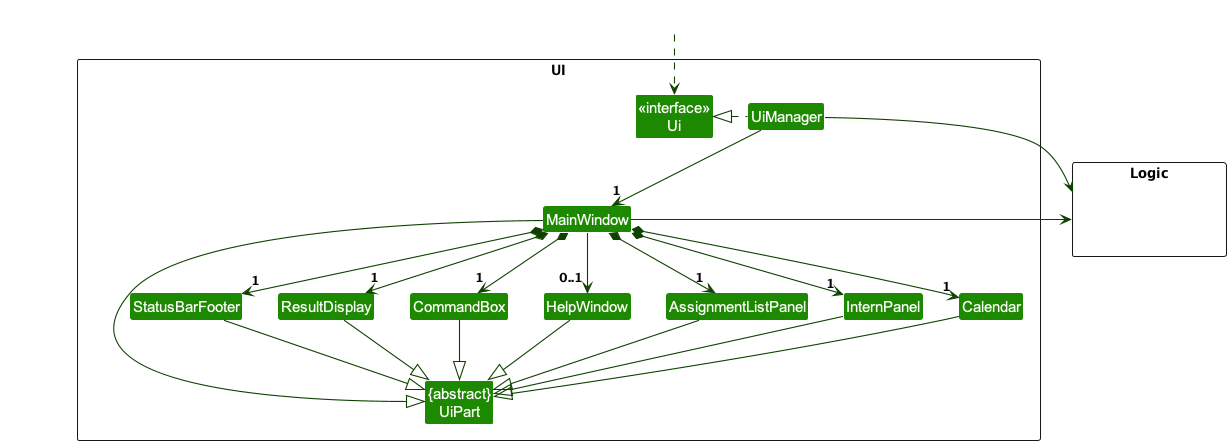 UI
«interface»
Ui
UiManager
Logic
1
MainWindow
1
1
1
0..1
1
1
1
StatusBarFooter
ResultDisplay
CommandBox
HelpWindow
AssignmentListPanel
InternPanel
Calendar
{abstract}
UiPart